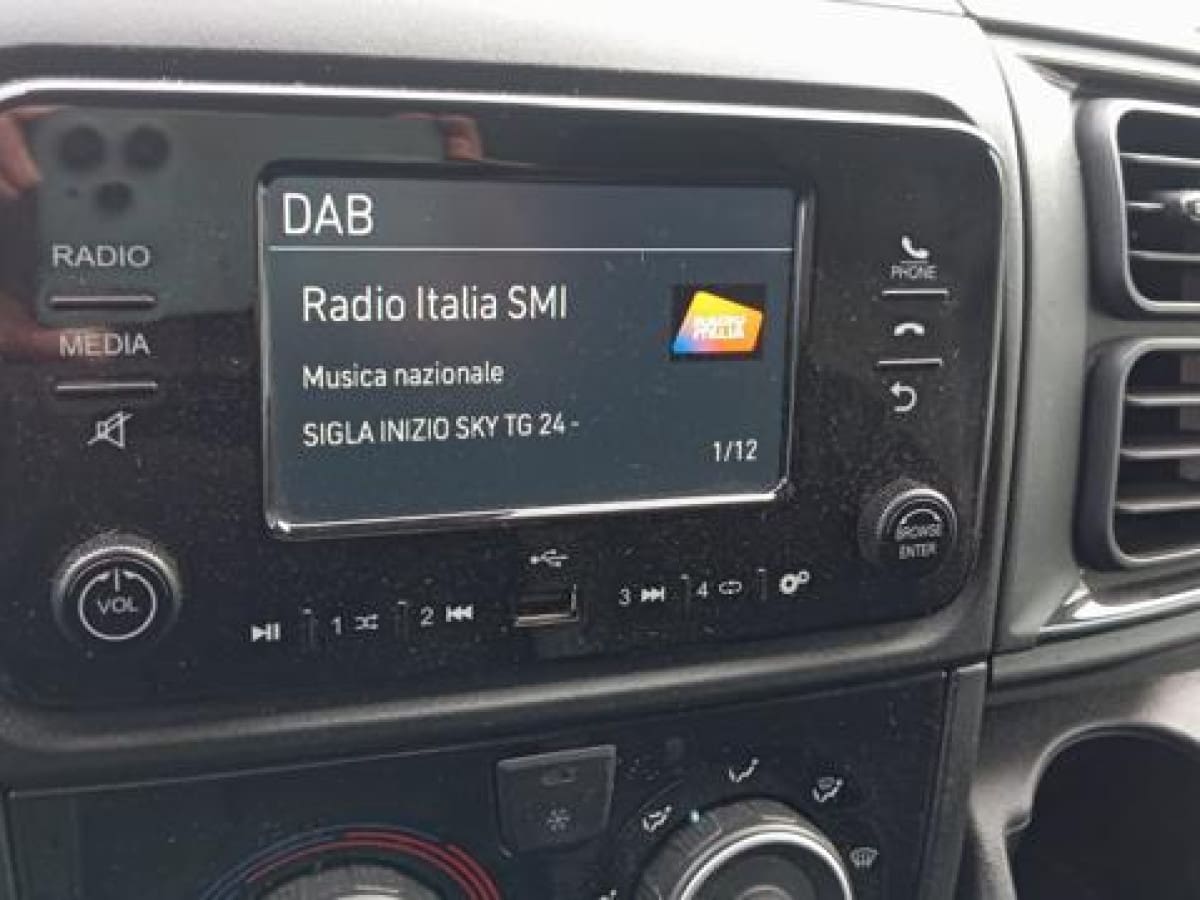 DAB
RADIO
Radio Italia SMI
PHONE
MEDIA
Musica nazionale
SIGLA INIZIO SKY TG 24 -
1/12
BROWSE
ENTER
VOL
1
2
3
4